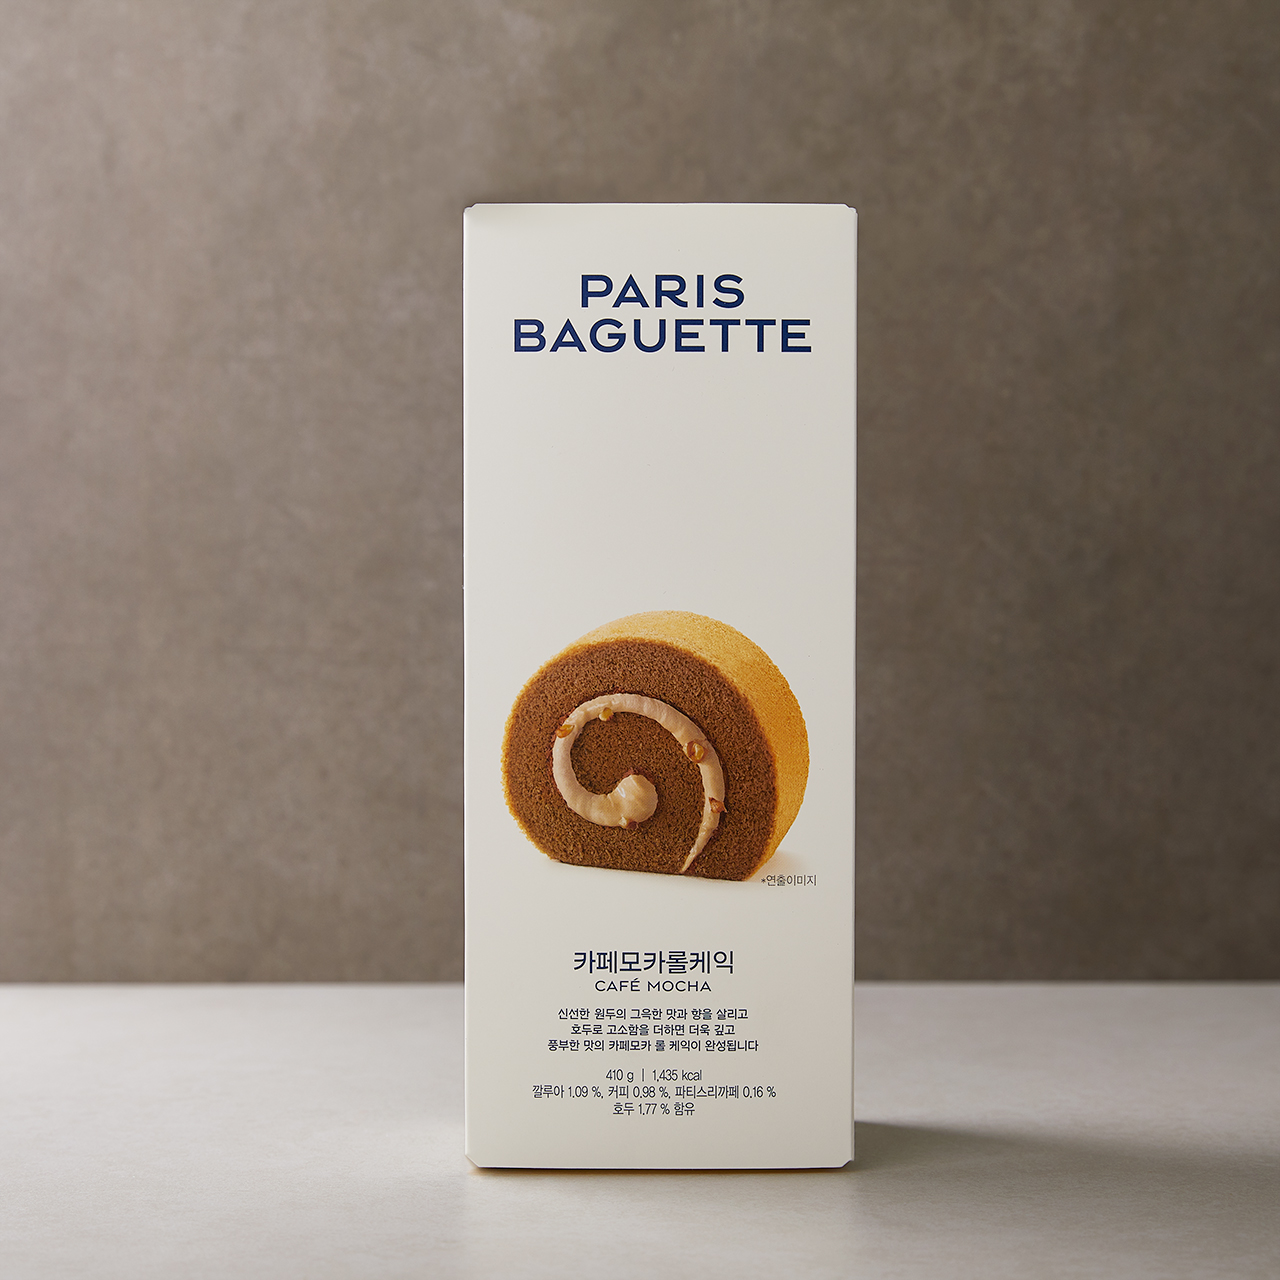 PARIS
BAGUETTE
*연출이미지
카페모카롤케익
CAFÉ MOCHA
신선한 원두의 그윽한 맛과 향을 살리고
호두로 고소함을 더하면 더욱 깊고
풍부한 맛의 카페모카 롤 케익이 완성됩니다
410 g | 1,435 kcal
깔루아 1.09 %, 커피 0.98 %, 파티스리까페 0.16 %
호두 1.77 % 함유